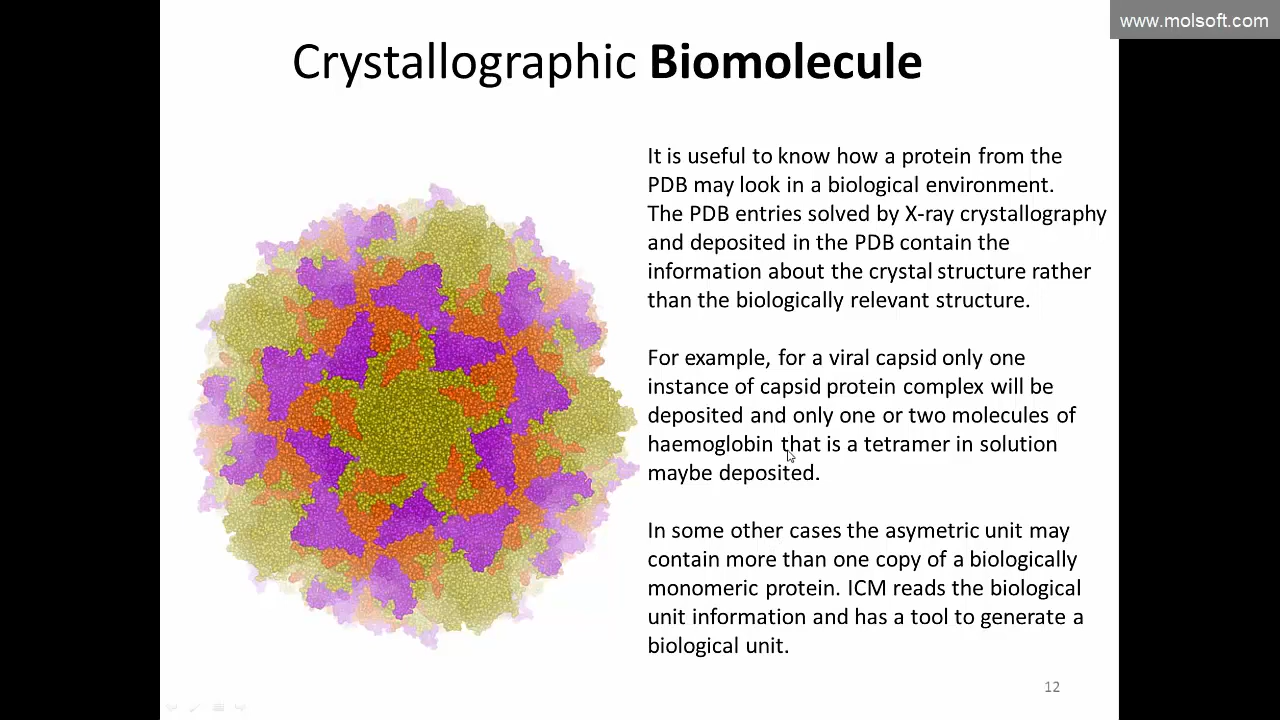 www.molsoft.com
Crystallographic Biomolecule
It is useful to know how a protein from the
PDB may look in a biological environment.
The PDB entries solved by X-ray crystallography
and deposited in the PDB contain the
information about the crystal structure rather
than the biologically relevant structure.
For example, for a viral capsid only one
instance of capsid protein complex will be
deposited and only one or two molecules of
haemoglobin that is a tetramer in solution
maybe deposited.
In some other cases the asymetric unit may
contain more than one copy of a biologically
monomeric protein. ICM reads the biological
unit information and has a tool to generate a
biological unit.
12